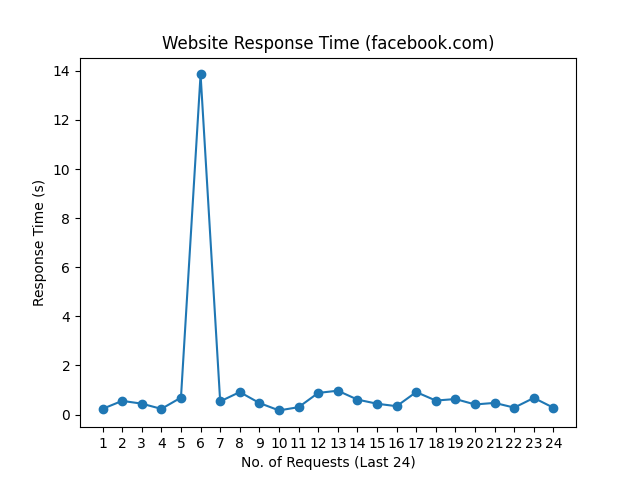 Website Response Time (facebook.com)
14
12
10
8
6
4
2
0
Response Time (s)
1 2 3 4 5 6 7 8 9 10 11 12 13 14 15 16 17 18 19 20 21 22 23 24
No. of Requests (Last 24)